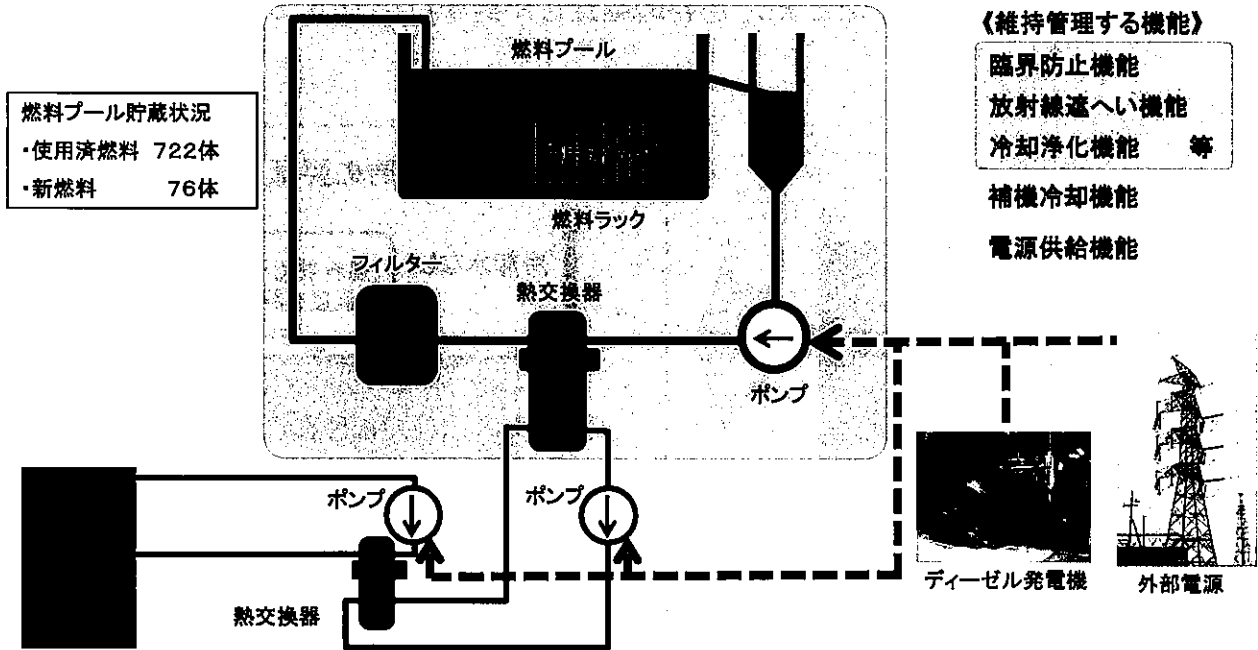 《維持管理する機能》
臨界防止機能
放射線遮へい機能
冷却浄化機能 等
補機冷却機能
電源供給機能
燃料プール
燃料プール貯蔵状況
・使用済燃料 722体
・新燃料 76体
燃料ラック
フィルター
熱交換器
ポンプ
ポンプ
ポンプ
熱交換器
ディーゼル発電機
外部電源